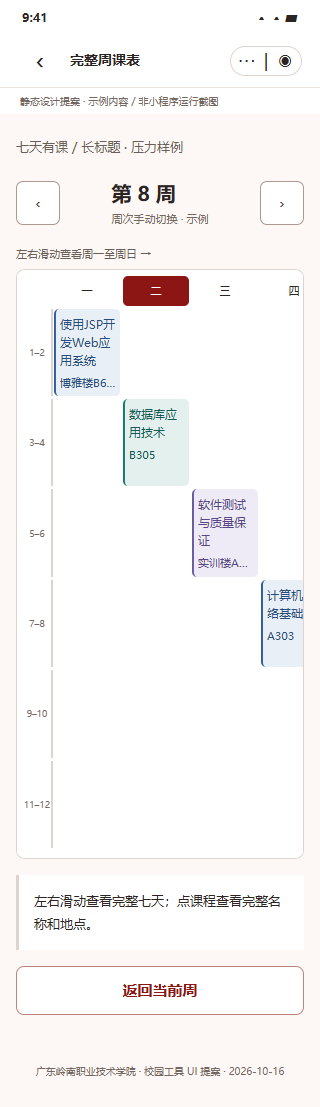 9:41
完整周课表
静态设计提案 · 示例内容 / 非小程序运行截图
七天有课 / 长标题 · 压力样例
第 8 周
周次手动切换 · 示例
左右滑动查看周一至周日 →
一 二 三 四
1–2
使用JSP开
发Web应
用系统
博雅楼B6...
3–4
数据库应
用技术
B305
5–6
软件测试
与质量保
证
实训楼A...
7–8
计算机
络基础
A303
9–10
11–12
左右滑动查看完整七天；点课程查看完整名
称和地点。
返回当前周
广东岭南职业技术学院 · 校园工具 UI 提案 · 2026-10-16